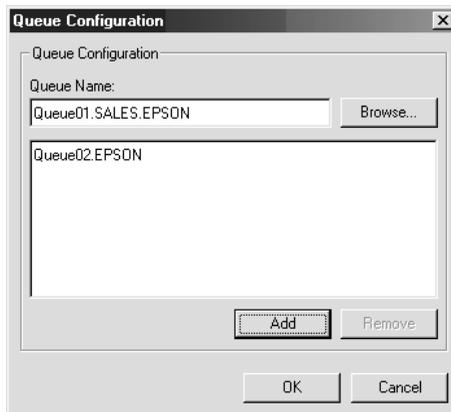 Queue Configuration
Queue Configuration
Queue Name:
Queue01.SALES.EPSON
Browse...
Queue02.EPSON
Add
Remove
OK
Cancel